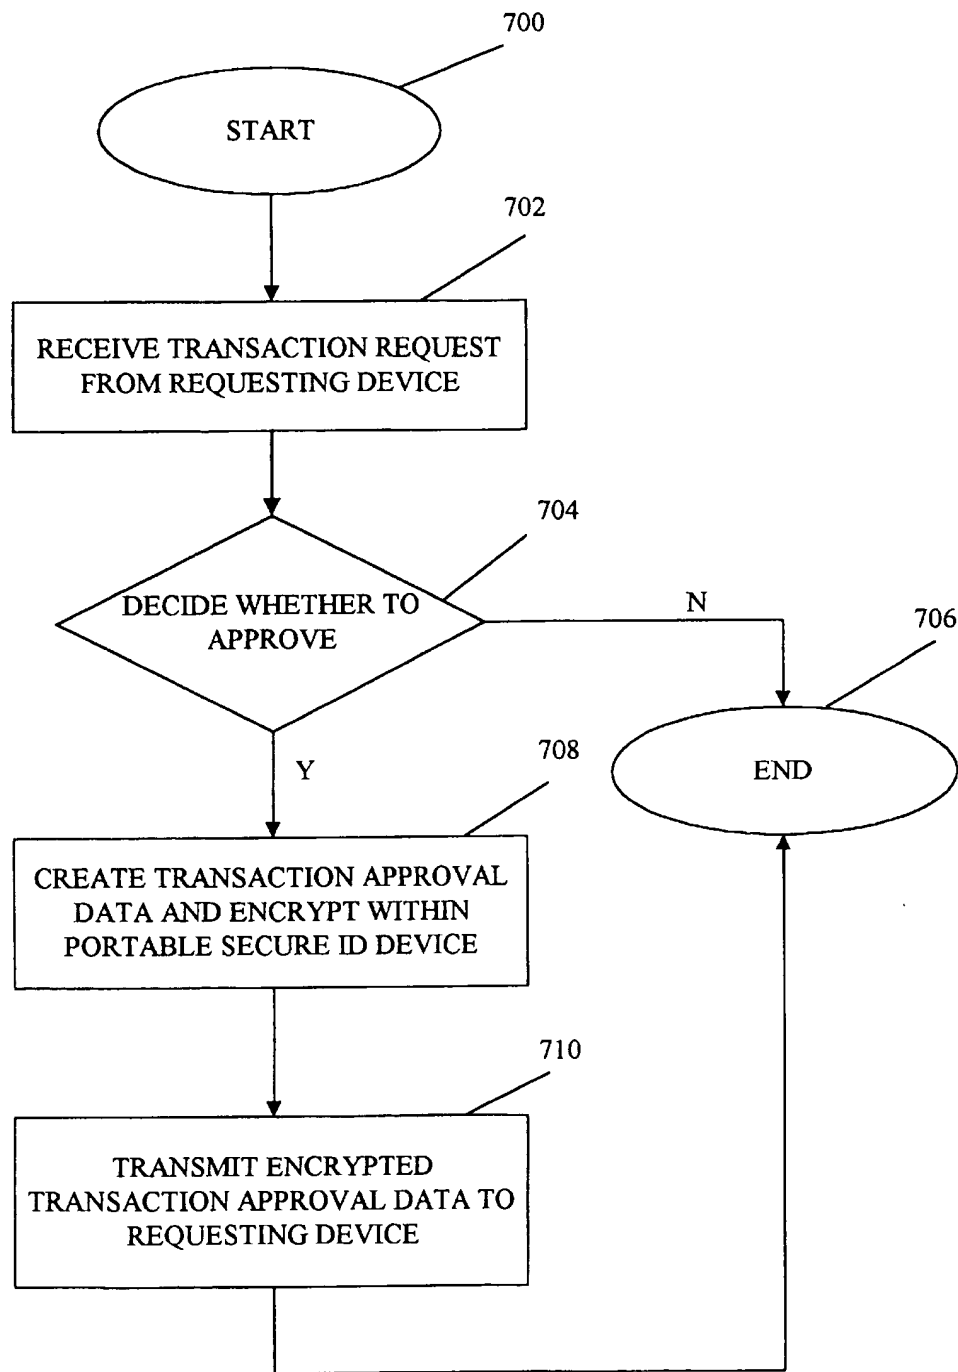 700
START
702
RECEIVE TRANSACTION REQUEST
FROM REQUESTING DEVICE
704
DECIDE WHETHER TO
APPROVE
N
706
END
Y
708
CREATE TRANSACTION APPROVAL
DATA AND ENCRYPT WITHIN
PORTABLE SECURE ID DEVICE
710
TRANSMIT ENCRYPTED
TRANSACTION APPROVAL DATA TO
REQUESTING DEVICE